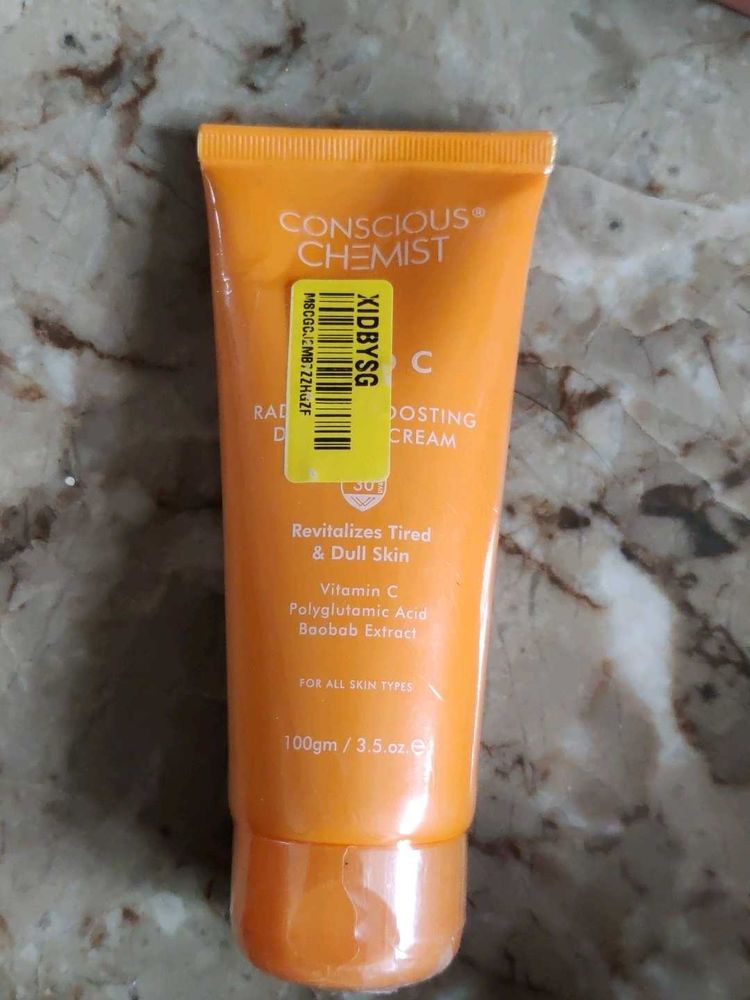 CONSCIOUS®
CHEMIST
XIDBYSG
C
OOSTING
CREAM
30
Revitalizes Tired
& Dull Skin
Vitamin C
Polyglutamic Acid
Baobab Extract
FOR ALL SKIN TYPES
100gm / 3.5.oz.℮